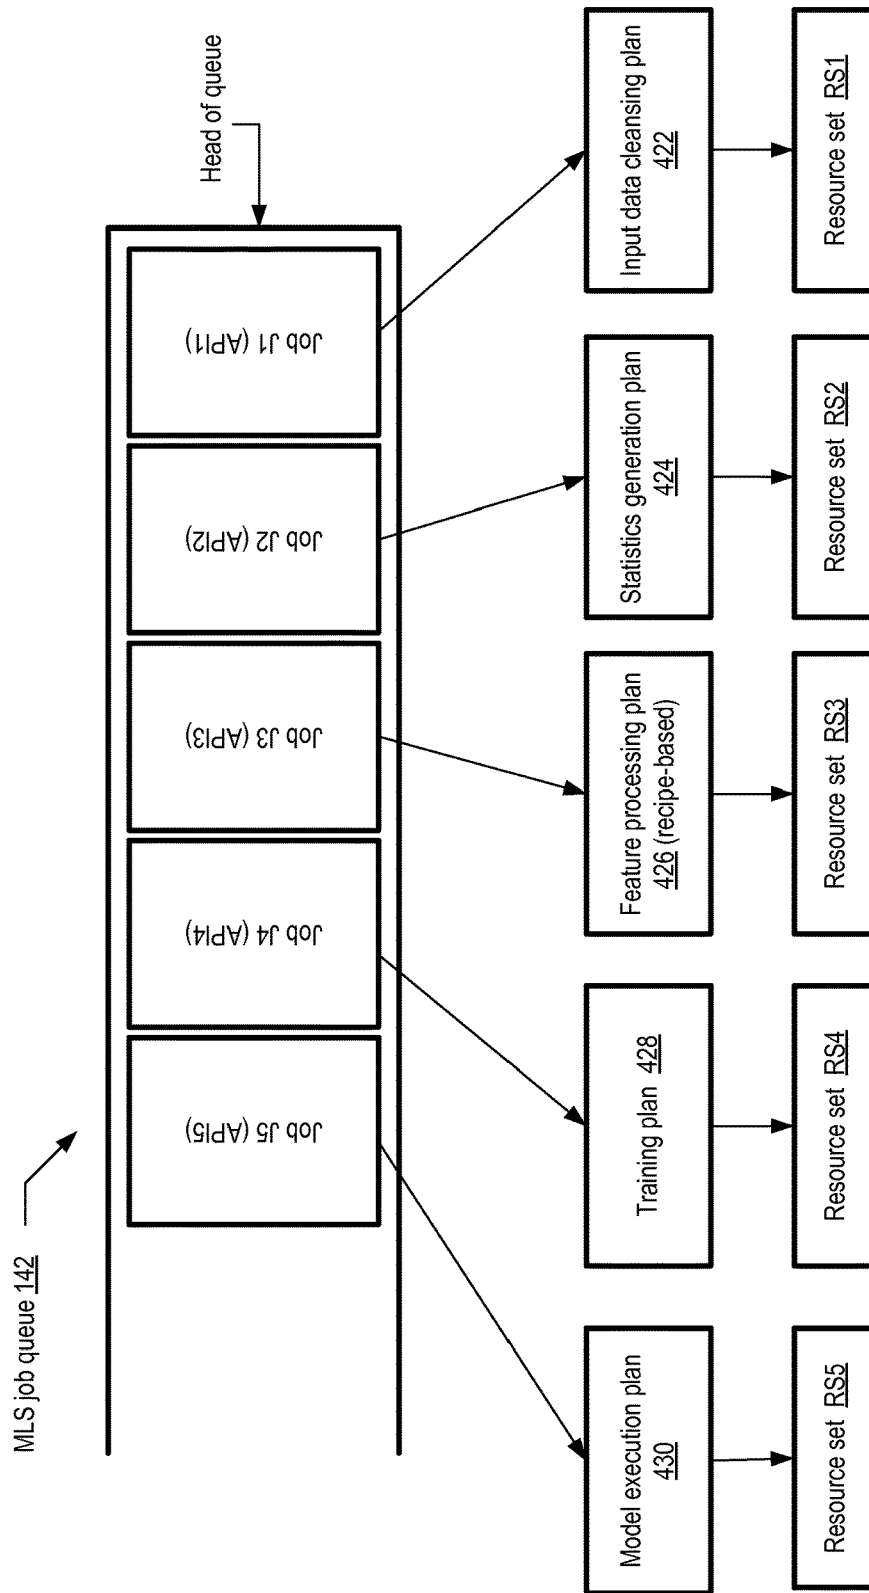 MLS job queue 142
Head of queue
Job J5 (API5)
Job J4 (API4)
Job J3 (API3)
Job J2 (API2)
Job J1 (API1)
Model execution plan
430
Training plan 428
Feature processing plan
426 (recipe-based)
Statistics generation plan
424
Input data cleansing plan
422
Resource set RS5
Resource set RS4
Resource set RS3
Resource set RS2
Resource set RS1